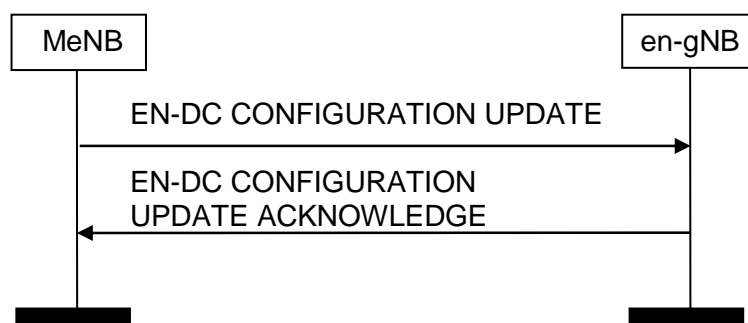 MeNB
en-gNB
EN-DC CONFIGURATION UPDATE
EN-DC CONFIGURATION
UPDATE ACKNOWLEDGE